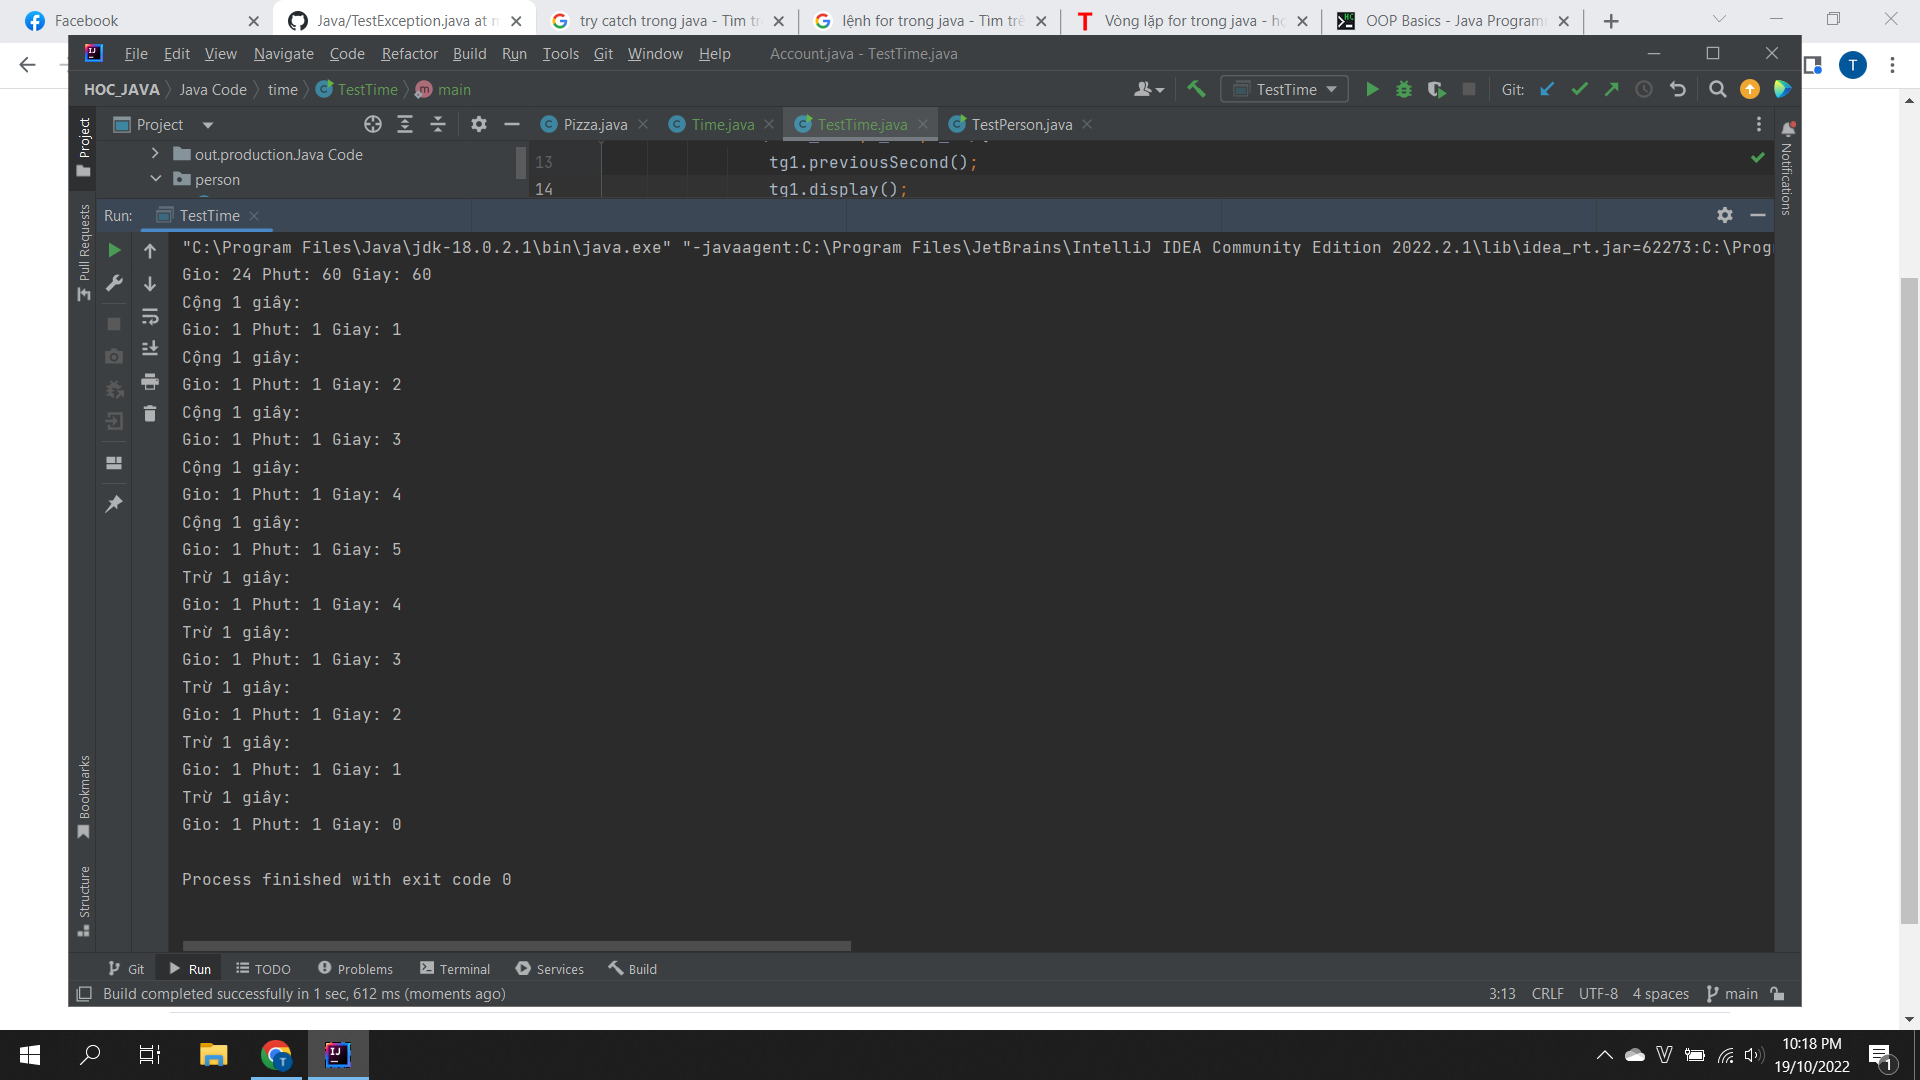 Facebook
Java/TestException.java at m
try catch trong java - Tìm tr
lệnh for trong java - Tìm trê
Vòng lặp for trong java - họ
OOP Basics - Java Program
File Edit View Navigate Code Refactor Build Run Tools Git Window Help Account.java - TestTime.java
T
HOC_JAVA Java Code time TestTime main
TestTime
Git:
Project
Project
Pizza.java
Time.java
TestTime.java
TestPerson.java
Notifications
out.production.Java Code
person
13 tg1.previousSecond();
14 tg1.display();
Pull Requests
Run: TestTime
"C:\Program Files\Java\jdk-18.0.2.1\bin\java.exe" "-javaagent:C:\Program Files\JetBrains\IntelliJ IDEA Community Edition 2022.2.1\lib\idea_rt.jar=62273:C:\Prog
Gio: 24 Phut: 60 Giay: 60
Cộng 1 giây:
Gio: 1 Phut: 1 Giay: 1
Cộng 1 giây:
Gio: 1 Phut: 1 Giay: 2
Cộng 1 giây:
Gio: 1 Phut: 1 Giay: 3
Cộng 1 giây:
Gio: 1 Phut: 1 Giay: 4
Cộng 1 giây:
Gio: 1 Phut: 1 Giay: 5
Trừ 1 giây:
Gio: 1 Phut: 1 Giay: 4
Trừ 1 giây:
Gio: 1 Phut: 1 Giay: 3
Trừ 1 giây:
Gio: 1 Phut: 1 Giay: 2
Trừ 1 giây:
Gio: 1 Phut: 1 Giay: 1
Trừ 1 giây:
Gio: 1 Phut: 1 Giay: 0
Process finished with exit code 0
Bookmarks
Structure
Git Run TODO Problems Terminal Services Build
Build completed successfully in 1 sec, 612 ms (moments ago)
3:13 CRLF UTF-8 4 spaces main
10:18 PM
19/10/2022
1